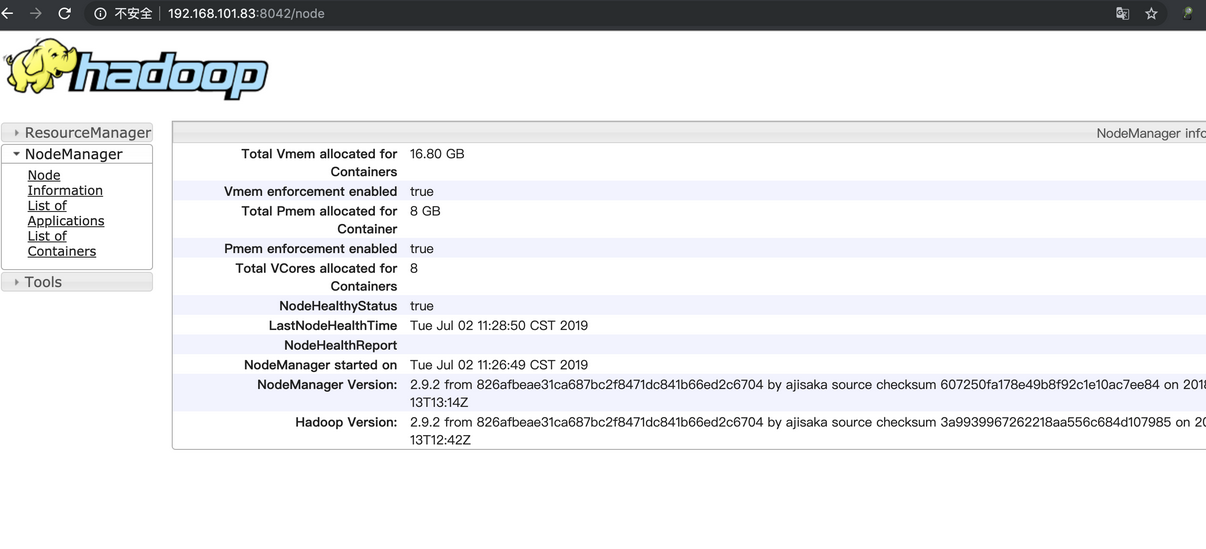 不安全 192.168.101.83:8042/node
hadoop
ResourceManager
NodeManager
Node
Information
List of
Applications
List of
Containers
Tools
NodeManager info
Total Vmem allocated for 16.80 GB
Containers
Vmem enforcement enabled true
Total Pmem allocated for 8 GB
Container
Pmem enforcement enabled true
Total VCores allocated for 8
Containers
NodeHealthyStatus true
LastNodeHealthTime Tue Jul 02 11:28:50 CST 2019
NodeHealthReport
NodeManager started on Tue Jul 02 11:26:49 CST 2019
NodeManager Version: 2.9.2 from 826afbeae31ca687bc2f8471dc841b66ed2c6704 by ajisaka source checksum 607250fa178e49b8f92c1e10ac7ee84 on 2018
13T13:14Z
Hadoop Version: 2.9.2 from 826afbeae31ca687bc2f8471dc841b66ed2c6704 by ajisaka source checksum 3a9939967262218aa556c684d107985 on 20
13T12:42Z